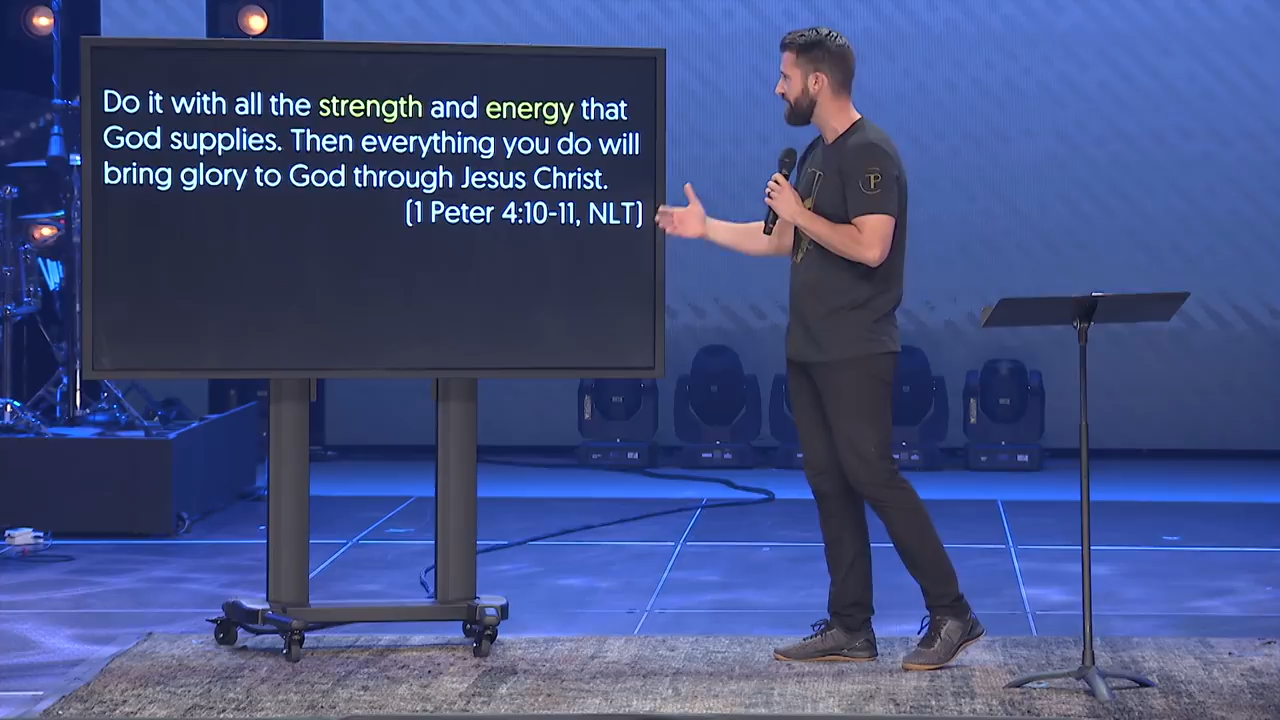 Do it with all the strength and energy that
God supplies. Then everything you do will
bring glory to God through Jesus Christ.
(1 Peter 4:10-11, NLT)
TP